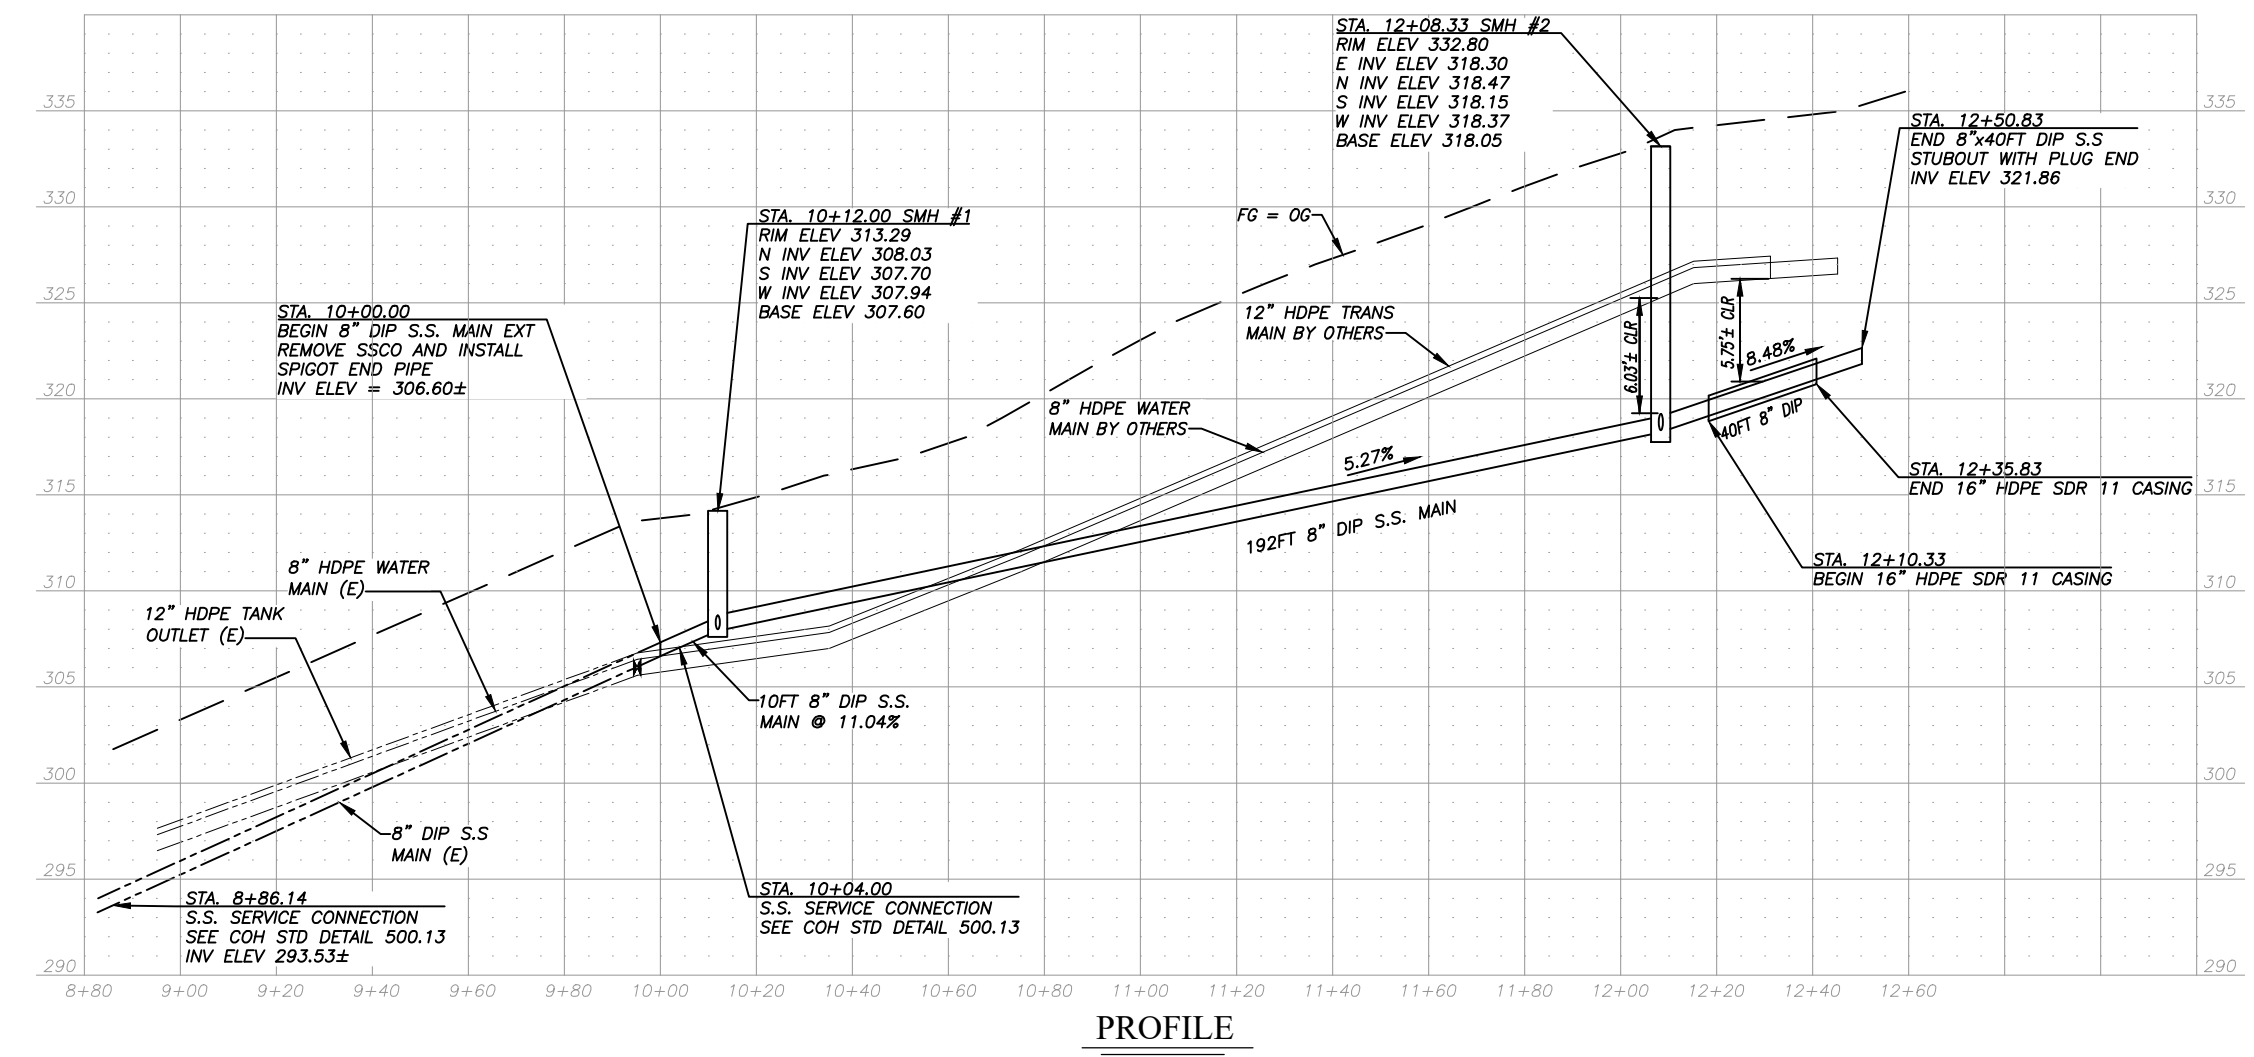 STA. 12+08.33 SMH #2
RIM ELEV 332.80
E INV ELEV 318.30
N INV ELEV 318.47
S INV ELEV 318.15
W INV ELEV 318.37
BASE ELEV 318.05
335
335
STA. 12+50.83
END 8"x40FT DIP S.S
STUBOUT WITH PLUG END
INV ELEV 321.86
330
330
STA. 10+12.00 SMH #1
RIM ELEV 313.29
N INV ELEV 308.03
S INV ELEV 307.70
W INV ELEV 307.94
BASE ELEV 307.60
FG = OG
325
325
STA. 10+00.00
BEGIN 8" DIP S.S. MAIN EXT
REMOVE SSCO AND INSTALL
SPIGOT END PIPE
INV ELEV = 306.60±
12" HDPE TRANS
MAIN BY OTHERS
6.03'± CLR
5.75'± CLR
8.48%
320
320
8" HDPE WATER
MAIN BY OTHERS
40FT 8" DIP
5.27%
STA. 12+35.83
END 16" HDPE SDR 11 CASING
315
315
192FT 8" DIP S.S. MAIN
8" HDPE WATER
MAIN (E)
STA. 12+10.33
BEGIN 16" HDPE SDR 11 CASING
310
310
12" HDPE TANK
OUTLET (E)
305
305
10FT 8" DIP S.S.
MAIN @ 11.04%
300
300
8" DIP S.S
MAIN (E)
295
295
STA. 8+86.14
S.S. SERVICE CONNECTION
SEE COH STD DETAIL 500.13
INV ELEV 293.53±
STA. 10+04.00
S.S. SERVICE CONNECTION
SEE COH STD DETAIL 500.13
290
290
8+80 9+00 9+20 9+40 9+60 9+80 10+00 10+20 10+40 10+60 10+80 11+00 11+20 11+40 11+60 11+80 12+00 12+20 12+40 12+60
PROFILE